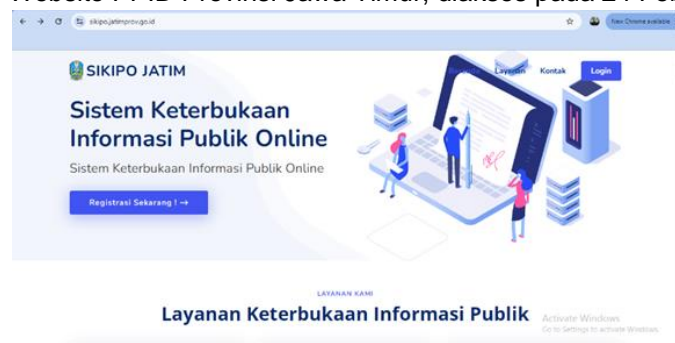 Website PPID Provinsi Jawa Timur, diakses pada 24
sikipo.jatimprov.go.id
New Chrome available
SIKIPO JATIM
Layanan
Kontak
Login
Sistem Keterbukaan
Informasi Publik Online
Sistem Keterbukaan Informasi Publik Online
Registrasi Sekarang ! →
LAYANAN KAMI
Layanan Keterbukaan Informasi Publik
Activate Windows
Go to Settings to activate Windows.